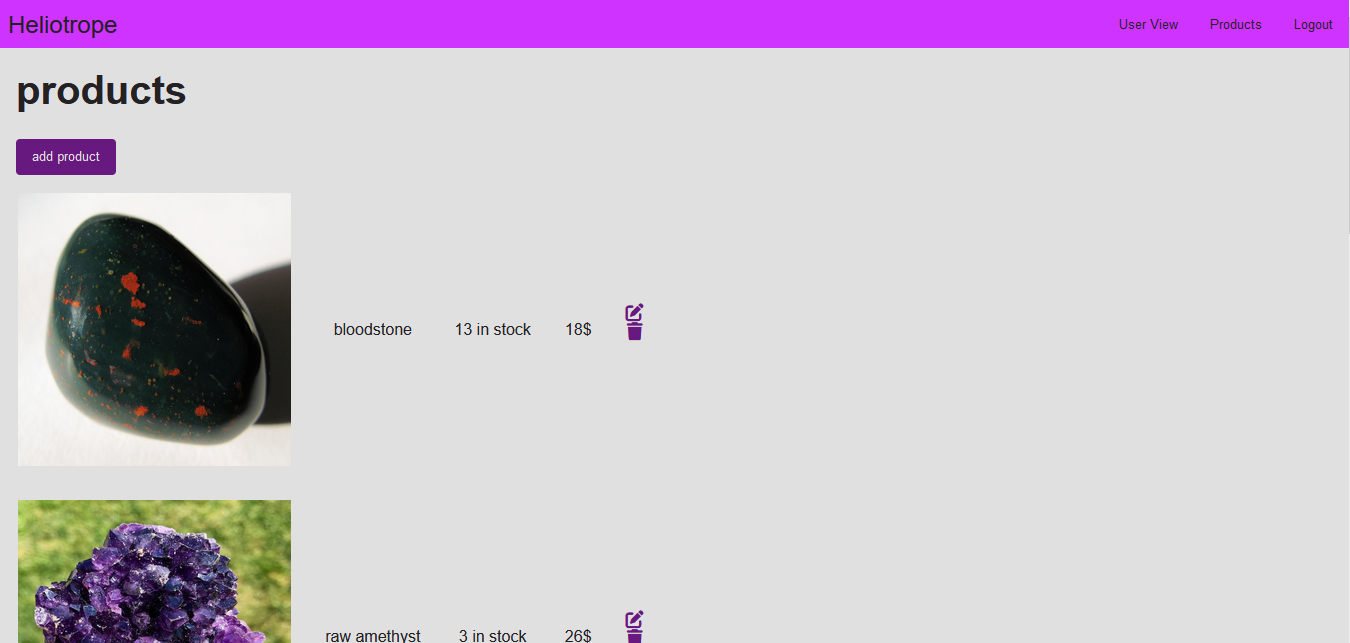 Heliotrope User View Products Logout
products
add product
bloodstone 13 in stock 18$
raw amethyst 3 in stock 26$